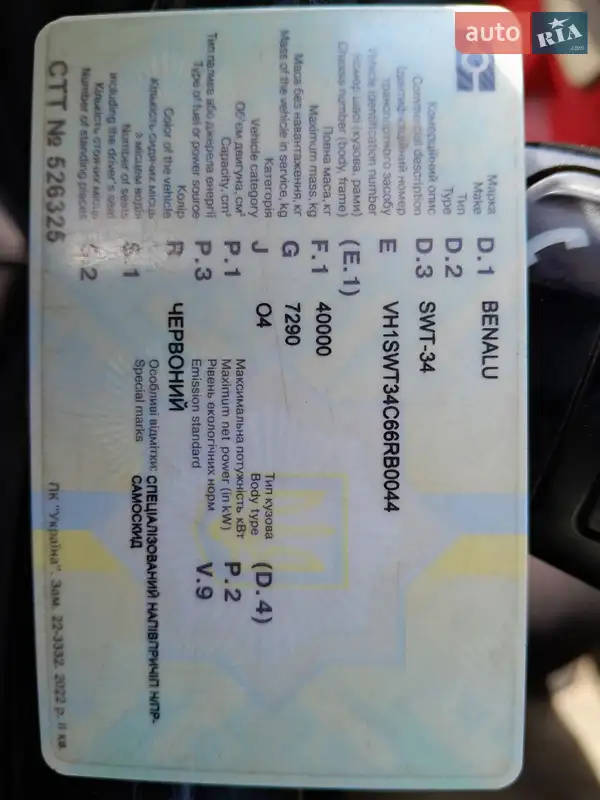 auto RIA.com
Марка
Make
D.1 BENALU
Тип
Type
D.2
Комерційний опис
Commercial description
D.3 SWT-34
Ідентифікаційний номер
транспортного засобу
Vehicle identification number
E VH1SWT34C66RB0044
Номер шасі (кузова, рами)
Chassis number (body, frame)
(E.1)
Повна маса, кг
Maximum mass, kg
F.1 40000
Маса без навантаження, кг
Mass of the vehicle in service, kg
G 7290
Категорія
Vehicle category
J O4
Тип кузова
Body type
(D.4)
Об'єм двигуна, см³
Capacity, cm³
P.1
Максимальна потужність кВт
Maximum net power (in kW)
P.2
Тип палива або джерела енергії
Type of fuel or power source
P.3
Рівень екологічних норм
Emission standard
V.9
Колір
Color of the vehicle
R ЧЕРВОНИЙ
Кількість сидячих місць
з місцем водія
Number of seats
including the driver's seat
S.1
Особливі відмітки: СПЕЦІАЛІЗОВАНИЙ НАПІВПРИЧІП Н/ПР-
Special marks САМОСКИД
Кількість стоячих місць
Number of standing places
S.2
СТТ № 526325
ПК "Україна". Зам. 22-3332. 2022 р. II кв.